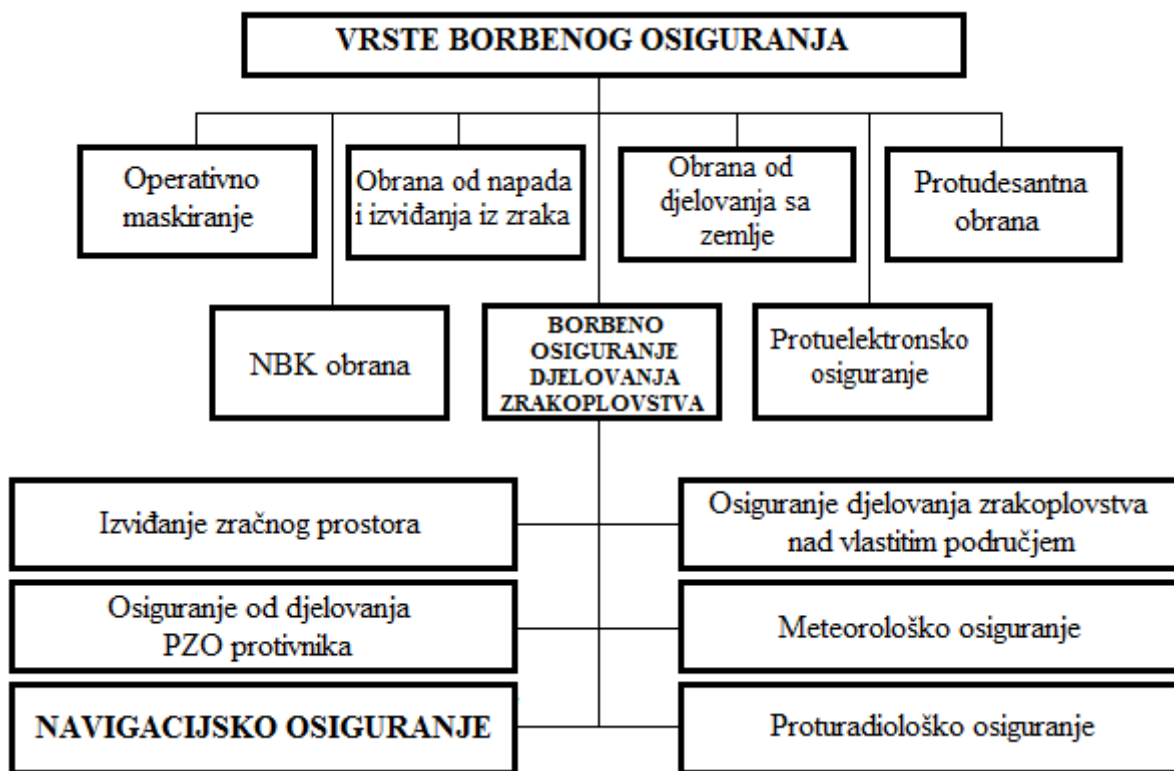 VRSTE BORBENOG OSIGURANJA
Operativno
maskiranje
Obrana od napada
i izviđanja iz zraka
Obrana od
djelovanja sa
zemlje
Protudesantna
obrana
NBK obrana
BORBENO
OSIGURANJE
DJELOVANJA
ZRAKOPLOVSTVA
Protuelektronsko
osiguranje
Izviđanje zračnog prostora
Osiguranje djelovanja zrakoplovstva
nad vlastitim područjem
Osiguranje od djelovanja
PZO protivnika
Meteorološko osiguranje
NAVIGACIJSKO OSIGURANJE
Proturadiološko osiguranje